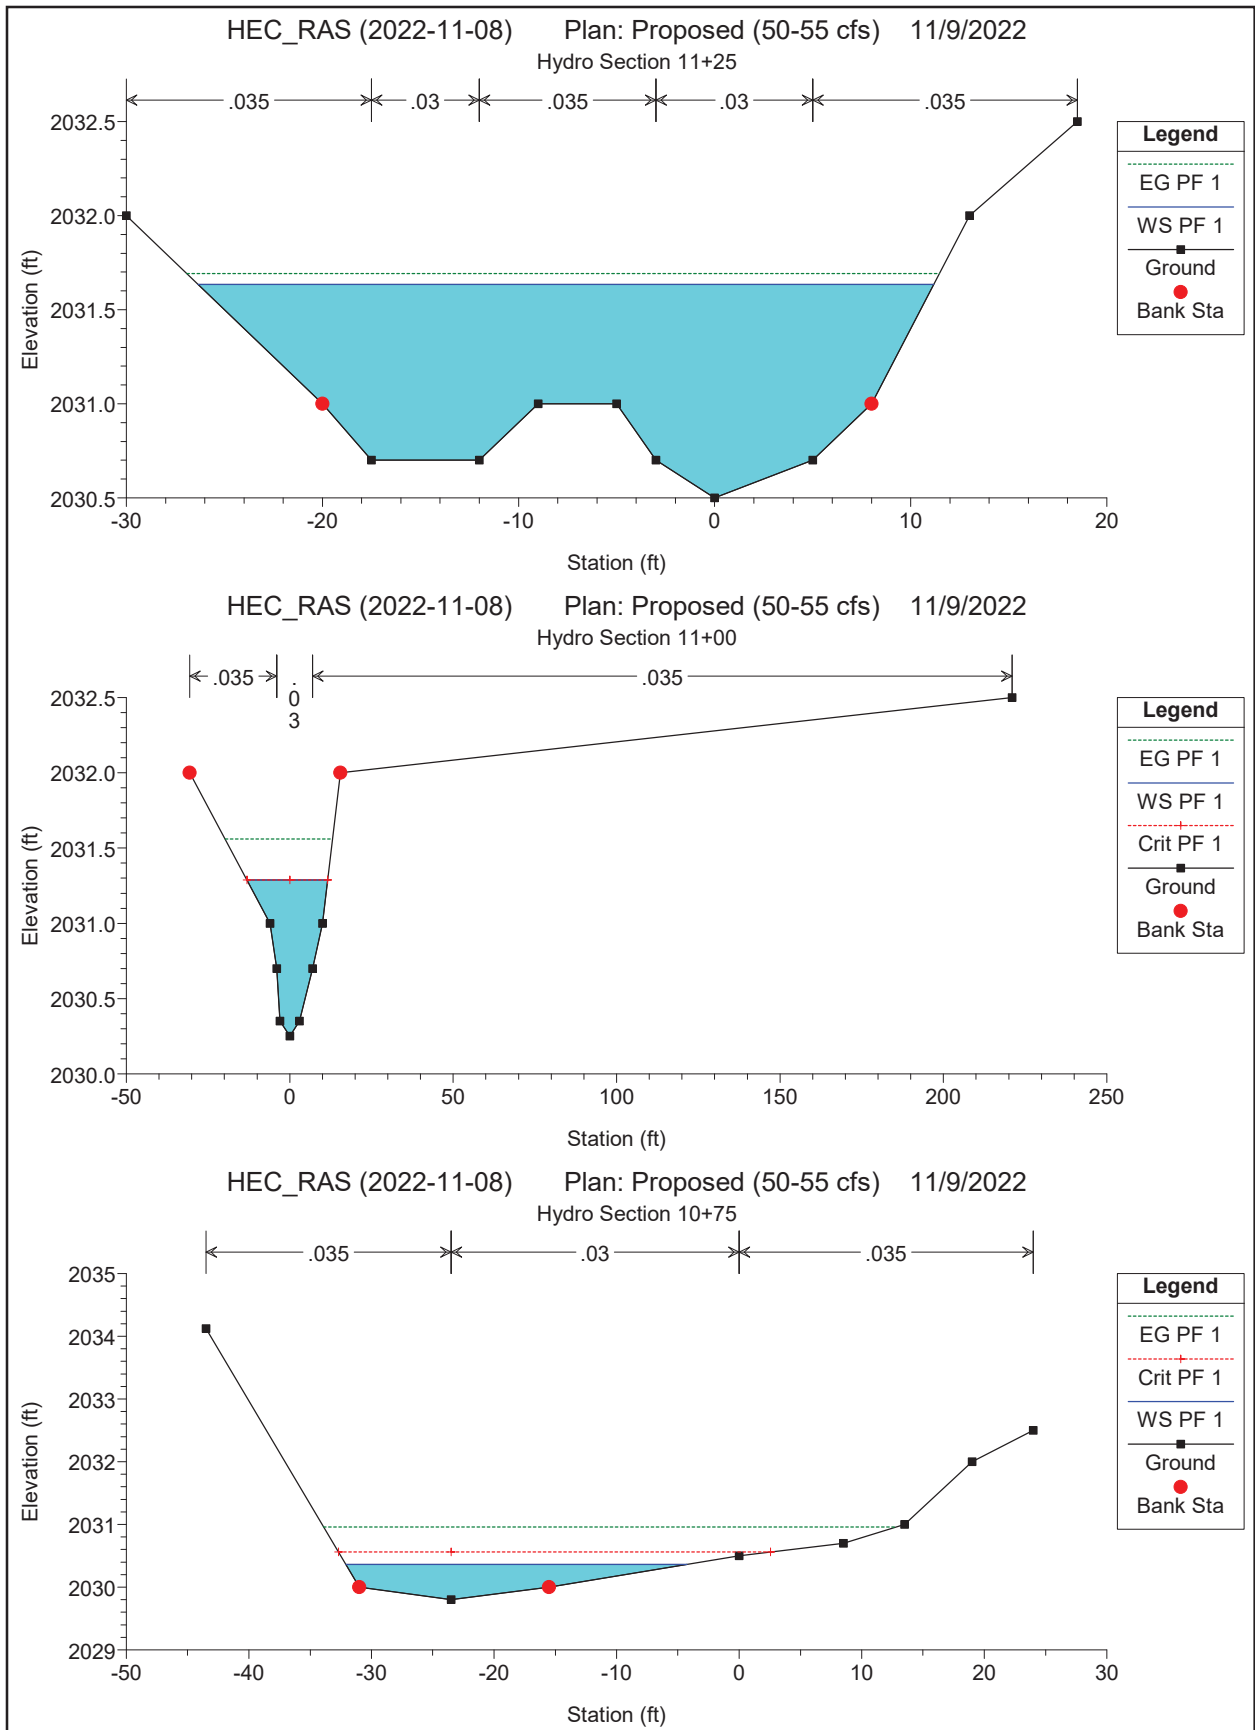 HEC_RAS (2022-11-08) Plan: Proposed (50-55 cfs) 11/9/2022
Hydro Section 11+25
.035 .03 .035 .03 .035
2032.5
2032.0
2031.5
2031.0
2030.5
Elevation (ft)
-30 -20 -10 0 10 20
Station (ft)
Legend
EG PF 1
WS PF 1
Ground
Bank Sta
HEC_RAS (2022-11-08) Plan: Proposed (50-55 cfs) 11/9/2022
Hydro Section 11+00
.035 .03 .035
2032.5
2032.0
2031.5
2031.0
2030.5
2030.0
Elevation (ft)
-50 0 50 100 150 200 250
Station (ft)
Legend
EG PF 1
WS PF 1
Crit PF 1
Ground
Bank Sta
HEC_RAS (2022-11-08) Plan: Proposed (50-55 cfs) 11/9/2022
Hydro Section 10+75
.035 .03 .035
2035
2034
2033
2032
2031
2030
2029
Elevation (ft)
-50 -40 -30 -20 -10 0 10 20 30
Station (ft)
Legend
EG PF 1
Crit PF 1
WS PF 1
Ground
Bank Sta